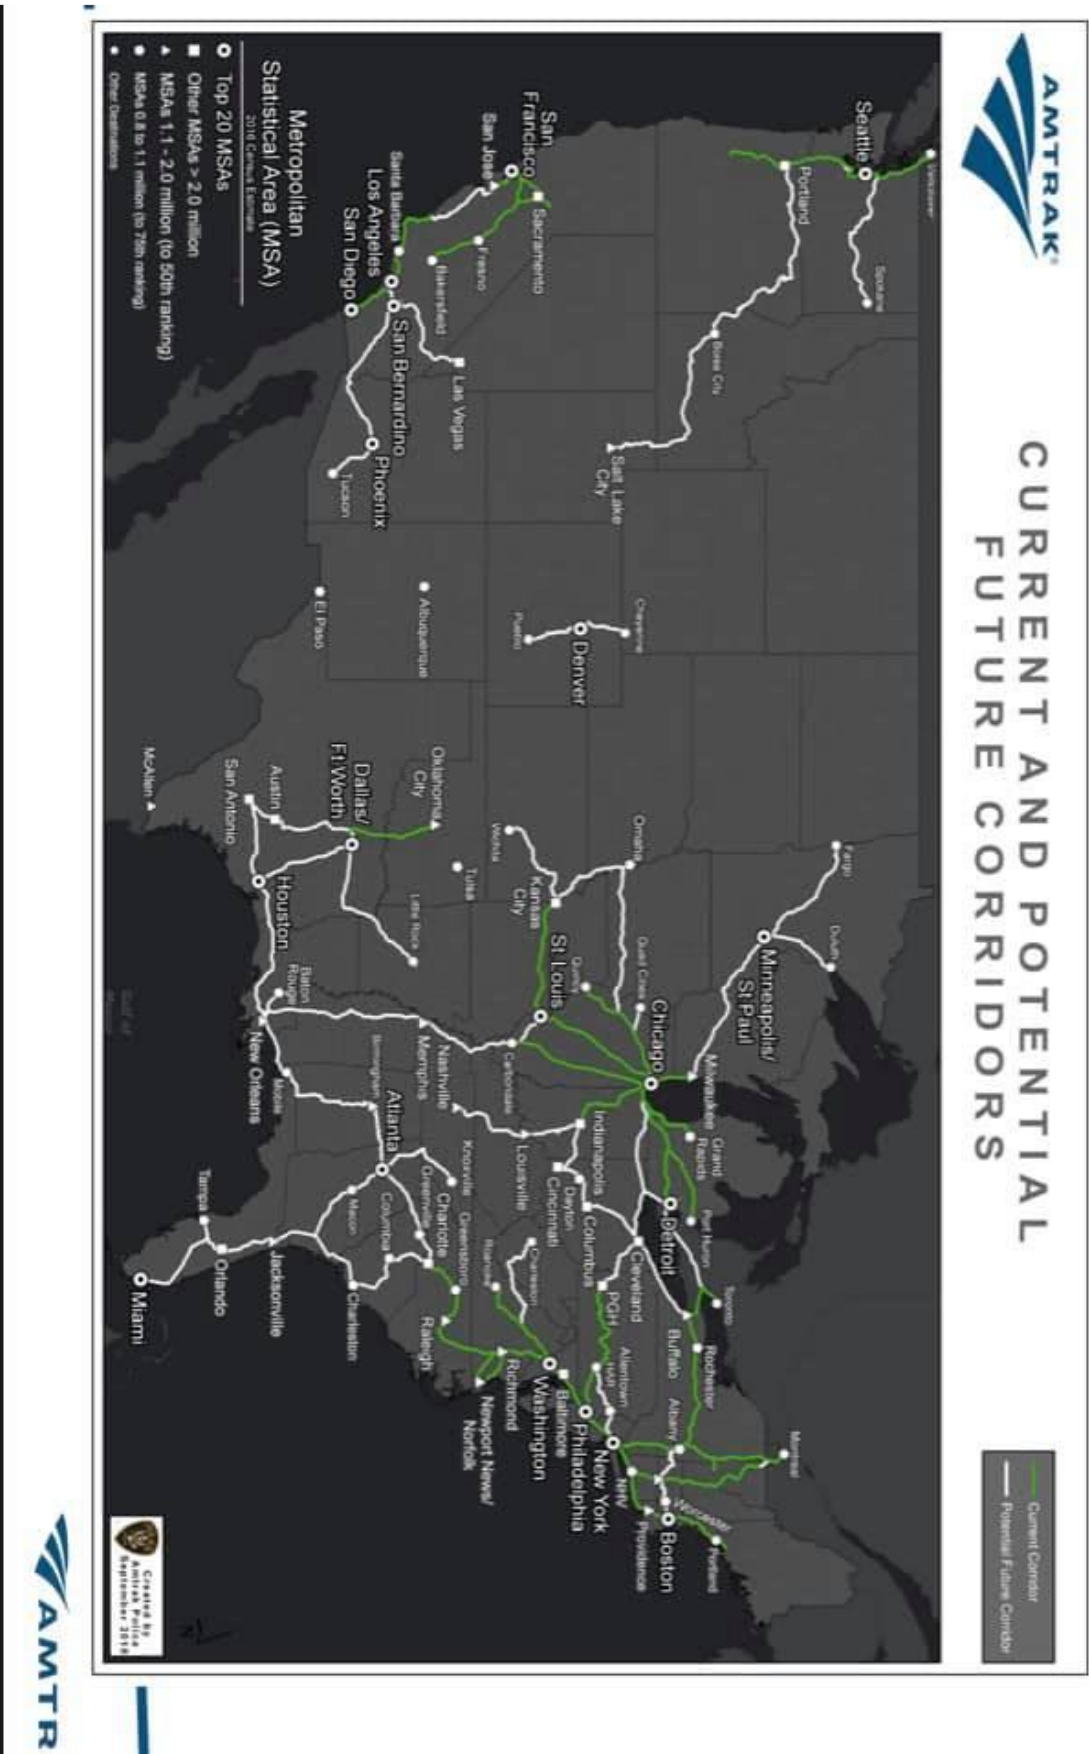 AMTRAK®
CURRENT AND POTENTIAL
FUTURE CORRIDORS
Current Corridor
Potential Future Corridor
Vancouver
Seattle
Spokane
Portland
Boise City
Salt Lake
City
San
Francisco
Sacramento
San Jose
Fresno
Bakersfield
Santa Barbara
Los Angeles
San Diego
San Bernardino
Las Vegas
Phoenix
Tucson
El Paso
Albuquerque
Cheyenne
Denver
Pueblo
Fargo
Duluth
Minneapolis/
St Paul
Milwaukee
Chicago
Omaha
Quad Cities
Quincy
Wichita
Kansas
City
St Louis
Carbondale
Oklahoma
City
Tulsa
Little Rock
Dallas/
Ft Worth
Austin
San Antonio
McAllen
Houston
Baton
Rouge
New Orleans
Mobile
Memphis
Nashville
Birmingham
Atlanta
Louisville
Indianapolis
Cincinnati
Dayton
Columbus
Cleveland
Grand
Rapids
Port Huron
Detroit
Toronto
Buffalo
Rochester
Albany
Montreal
PGH
HAR
Allentown
Knoxville
Greenville
Charlotte
Greensboro
Roanoke
Charleston
Raleigh
Columbia
Macon
Charleston
Jacksonville
Orlando
Tampa
Miami
Richmond
Newport News/
Norfolk
Washington
Baltimore
Philadelphia
New York
NHV
Providence
Worcester
Boston
Portland
Metropolitan
Statistical Area (MSA)
2016 Census Estimate
Top 20 MSAs
Other MSAs > 2.0 million
MSAs 1.1 - 2.0 million (to 50th ranking)
MSAs 0.8 to 1.1 million (to 75th ranking)
Other Destinations
Created by
Amtrak Police
September 2018
AMTR